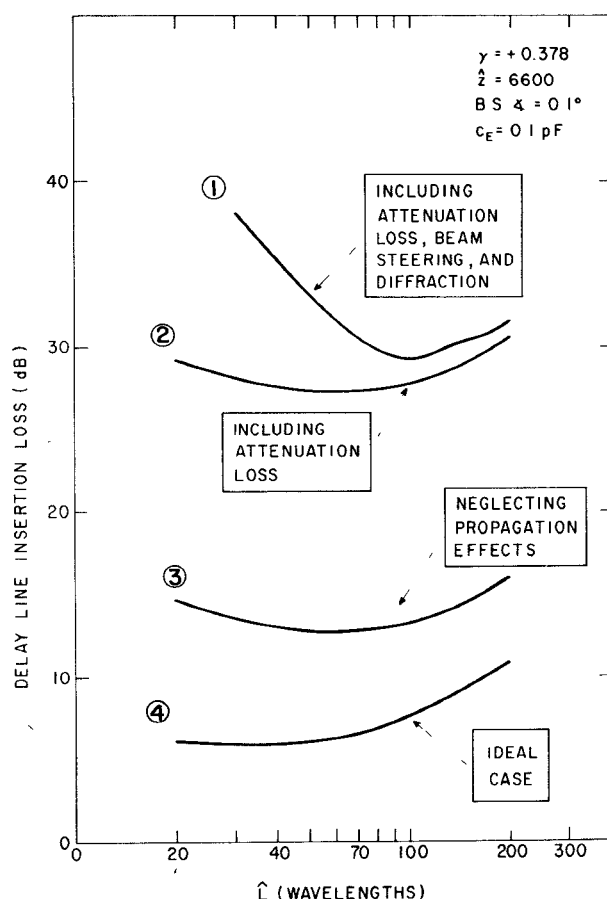 γ = + 0.378
ẑ = 6600
B S ∡ = 0 1°
C_E = 0 1 pF
①
INCLUDING
ATTENUATION
LOSS, BEAM
STEERING, AND
DIFFRACTION
②
INCLUDING
ATTENUATION
LOSS
NEGLECTING
PROPAGATION
EFFECTS
③
④
IDEAL
CASE
DELAY LINE INSERTION LOSS (dB)
40
30
20
10
0
0 20 40 70 100 200 300
L̂ (WAVELENGTHS)